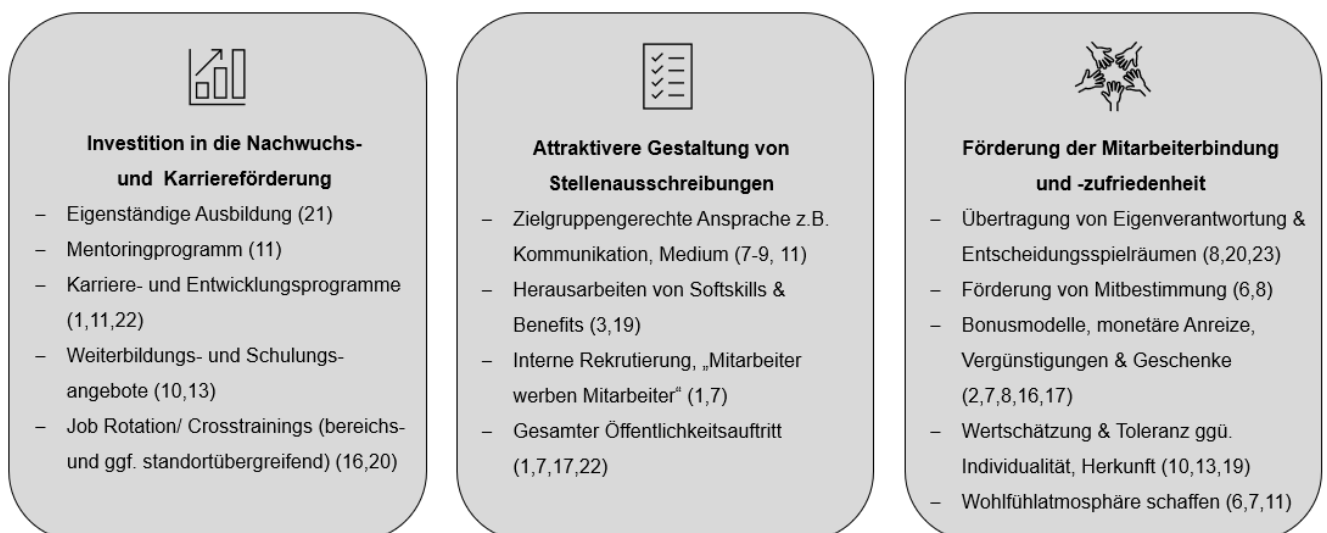 Investition in die Nachwuchs-
und Karriereförderung
– Eigenständige Ausbildung (21)
– Mentoringprogramm (11)
– Karriere- und Entwicklungsprogramme
(1,11,22)
– Weiterbildungs- und Schulungs-
angebote (10,13)
– Job Rotation/ Crosstrainings (bereichs-
und ggf. standortübergreifend) (16,20)
Attraktivere Gestaltung von
Stellenausschreibungen
– Zielgruppengerechte Ansprache z.B.
Kommunikation, Medium (7-9, 11)
– Herausarbeiten von Softskills &
Benefits (3,19)
– Interne Rekrutierung, „Mitarbeiter
werben Mitarbeiter“ (1,7)
– Gesamter Öffentlichkeitsauftritt
(1,7,17,22)
Förderung der Mitarbeiterbindung
und -zufriedenheit
– Übertragung von Eigenverantwortung &
Entscheidungsspielräumen (8,20,23)
– Förderung von Mitbestimmung (6,8)
– Bonusmodelle, monetäre Anreize,
Vergünstigungen & Geschenke
(2,7,8,16,17)
– Wertschätzung & Toleranz ggü.
Individualität, Herkunft (10,13,19)
– Wohlfühlatmosphäre schaffen (6,7,11)